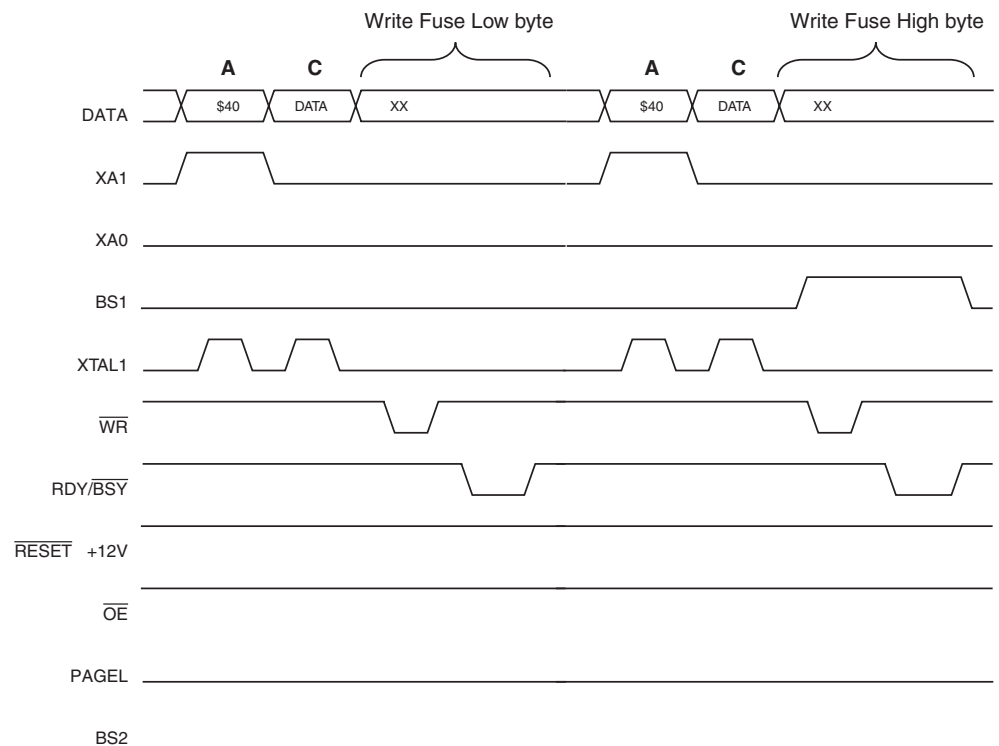 Write Fuse Low byte Write Fuse High byte
A C A C
DATA $40 DATA XX $40 DATA XX
XA1
XA0
BS1
XTAL1
WR
RDY/BSY
RESET +12V
OE
PAGEL
BS2